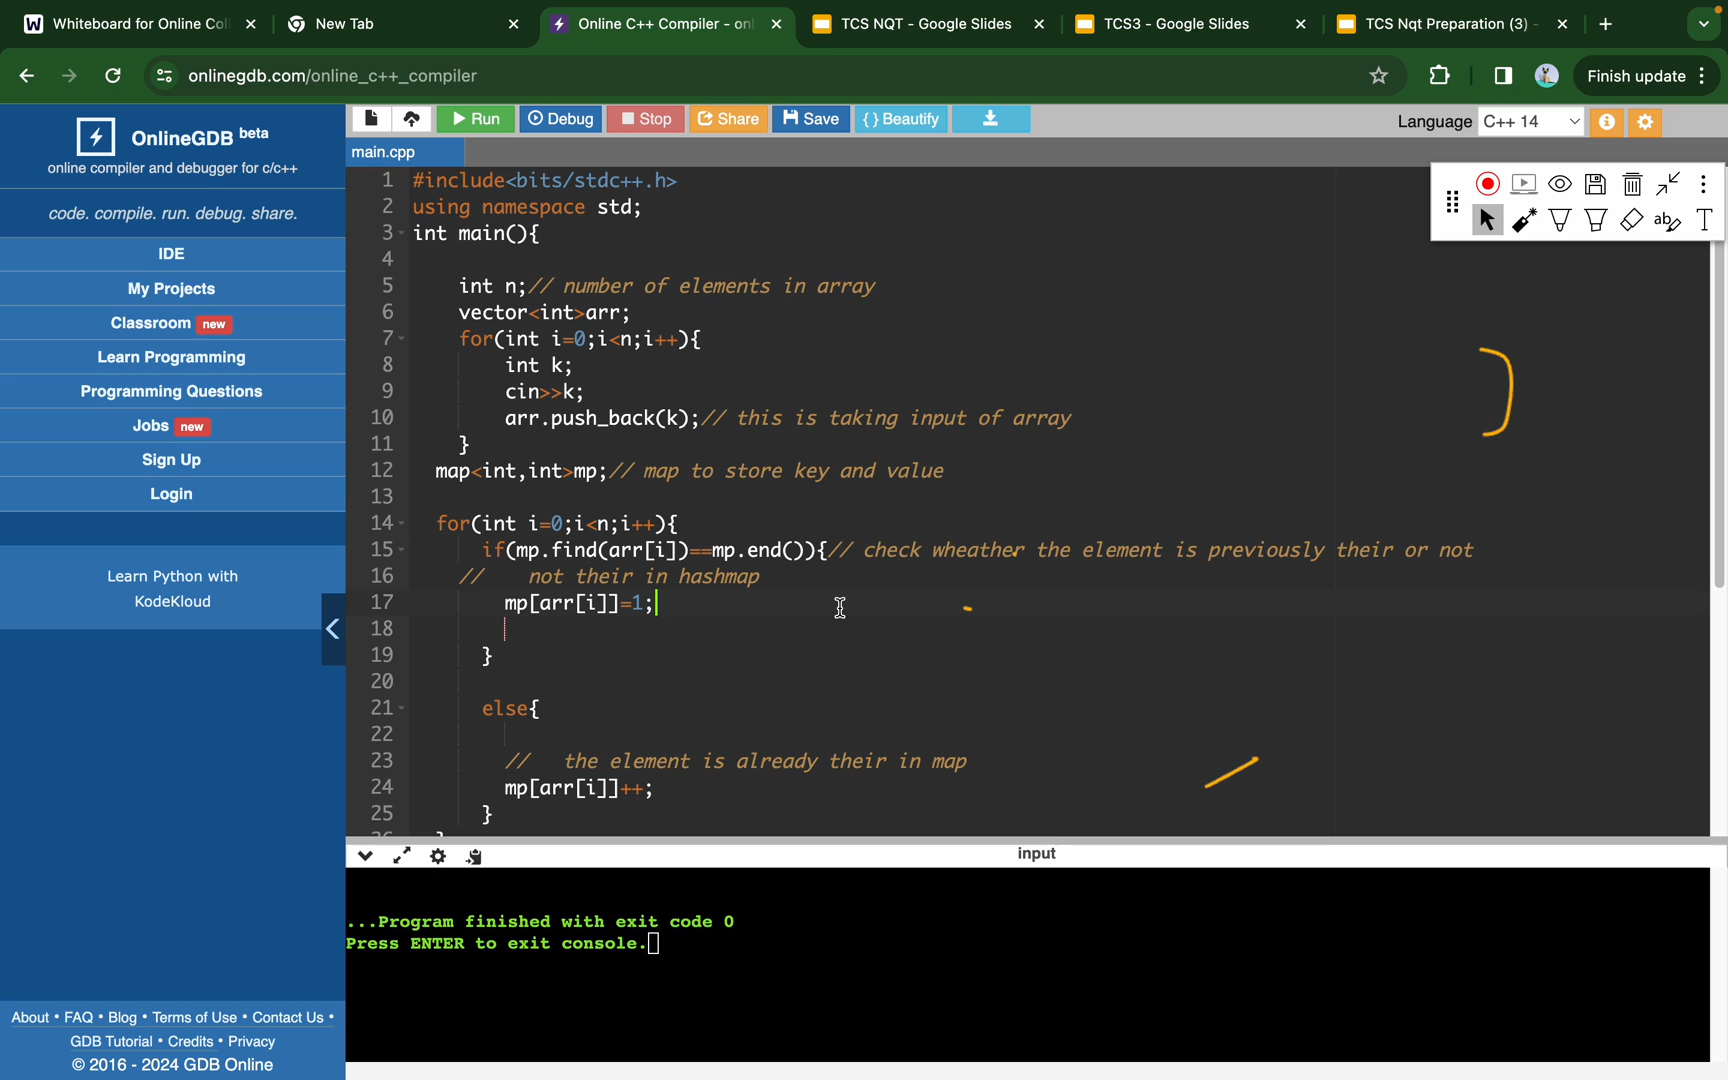 Whiteboard for Online Col
New Tab
Online C++ Compiler - onl
TCS NQT - Google Slides
TCS3 - Google Slides
TCS Nqt Preparation (3) -
onlinegdb.com/online_c++_compiler
Finish update
OnlineGDB beta
online compiler and debugger for c/c++
code. compile. run. debug. share.
IDE
My Projects
Classroom new
Learn Programming
Programming Questions
Jobs new
Sign Up
Login
Learn Python with
KodeKloud
About • FAQ • Blog • Terms of Use • Contact Us •
GDB Tutorial • Credits • Privacy
© 2016 - 2024 GDB Online
Run
Debug
Stop
Share
Save
{ } Beautify
Language C++ 14
main.cpp
1 #include<bits/stdc++.h>
2 using namespace std;
3 int main(){
4
5 int n;// number of elements in array
6 vector<int>arr;
7 for(int i=0;i<n;i++){
8 int k;
9 cin>>k;
10 arr.push_back(k);// this is taking input of array
11 }
12 map<int,int>mp;// map to store key and value
13
14 for(int i=0;i<n;i++){
15 if(mp.find(arr[i])==mp.end()){// check wheather the element is previously their or not
16 // not their in hashmap
17 mp[arr[i]]=1;
18
19 }
20
21 else{
22
23 // the element is already their in map
24 mp[arr[i]]++;
25 }
input
...Program finished with exit code 0
Press ENTER to exit console.